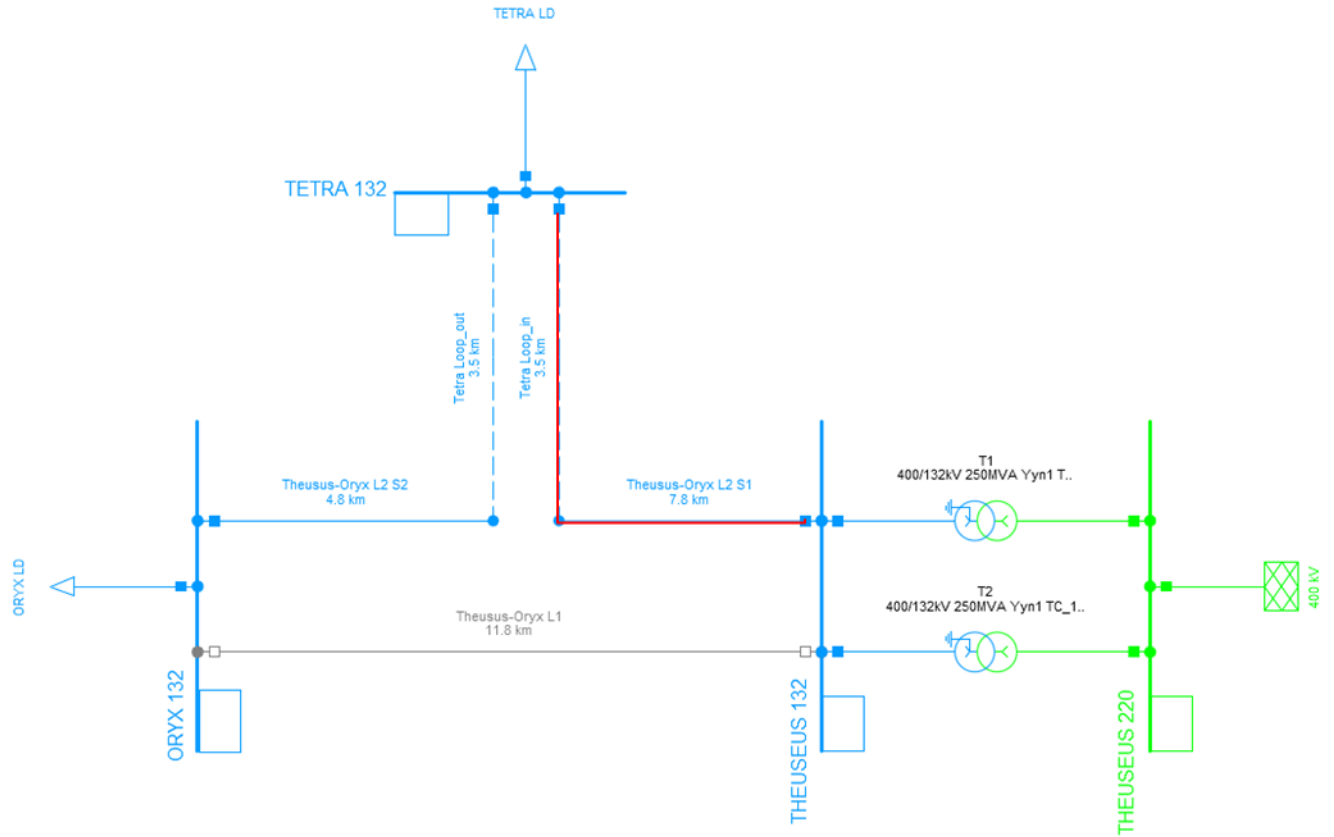 TETRA LD
TETRA 132
Tetra Loop_out
3.5 km
Tetra Loop_in
3.5 km
Theusus-Oryx L2 S2
4.8 km
Theusus-Oryx L2 S1
7.8 km
T1
400/132kV 250MVA Yyn1 T..
ORYX LD
400 kV
Theusus-Oryx L1
11.8 km
T2
400/132kV 250MVA Yyn1 TC_1..
ORYX 132
THEUSEUS 132
THEUSEUS 220